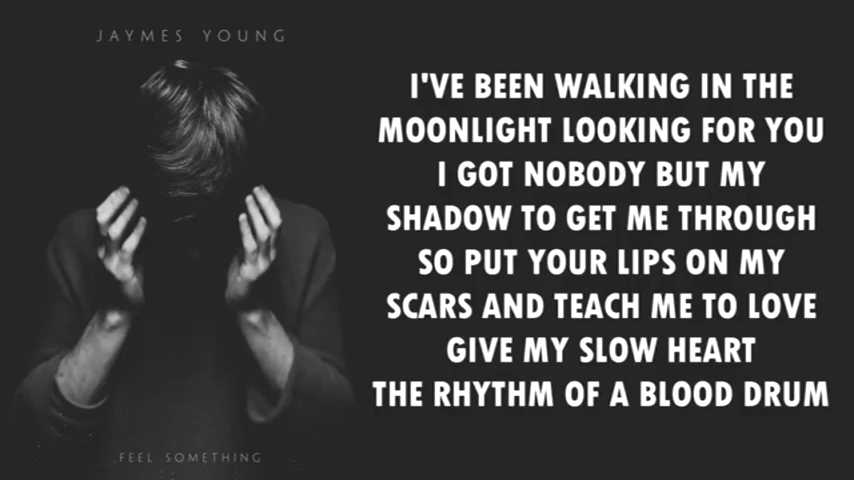 JAYMES YOUNG
I'VE BEEN WALKING IN THE
MOONLIGHT LOOKING FOR YOU
I GOT NOBODY BUT MY
SHADOW TO GET ME THROUGH
SO PUT YOUR LIPS ON MY
SCARS AND TEACH ME TO LOVE
GIVE MY SLOW HEART
THE RHYTHM OF A BLOOD DRUM
FEEL SOMETHING